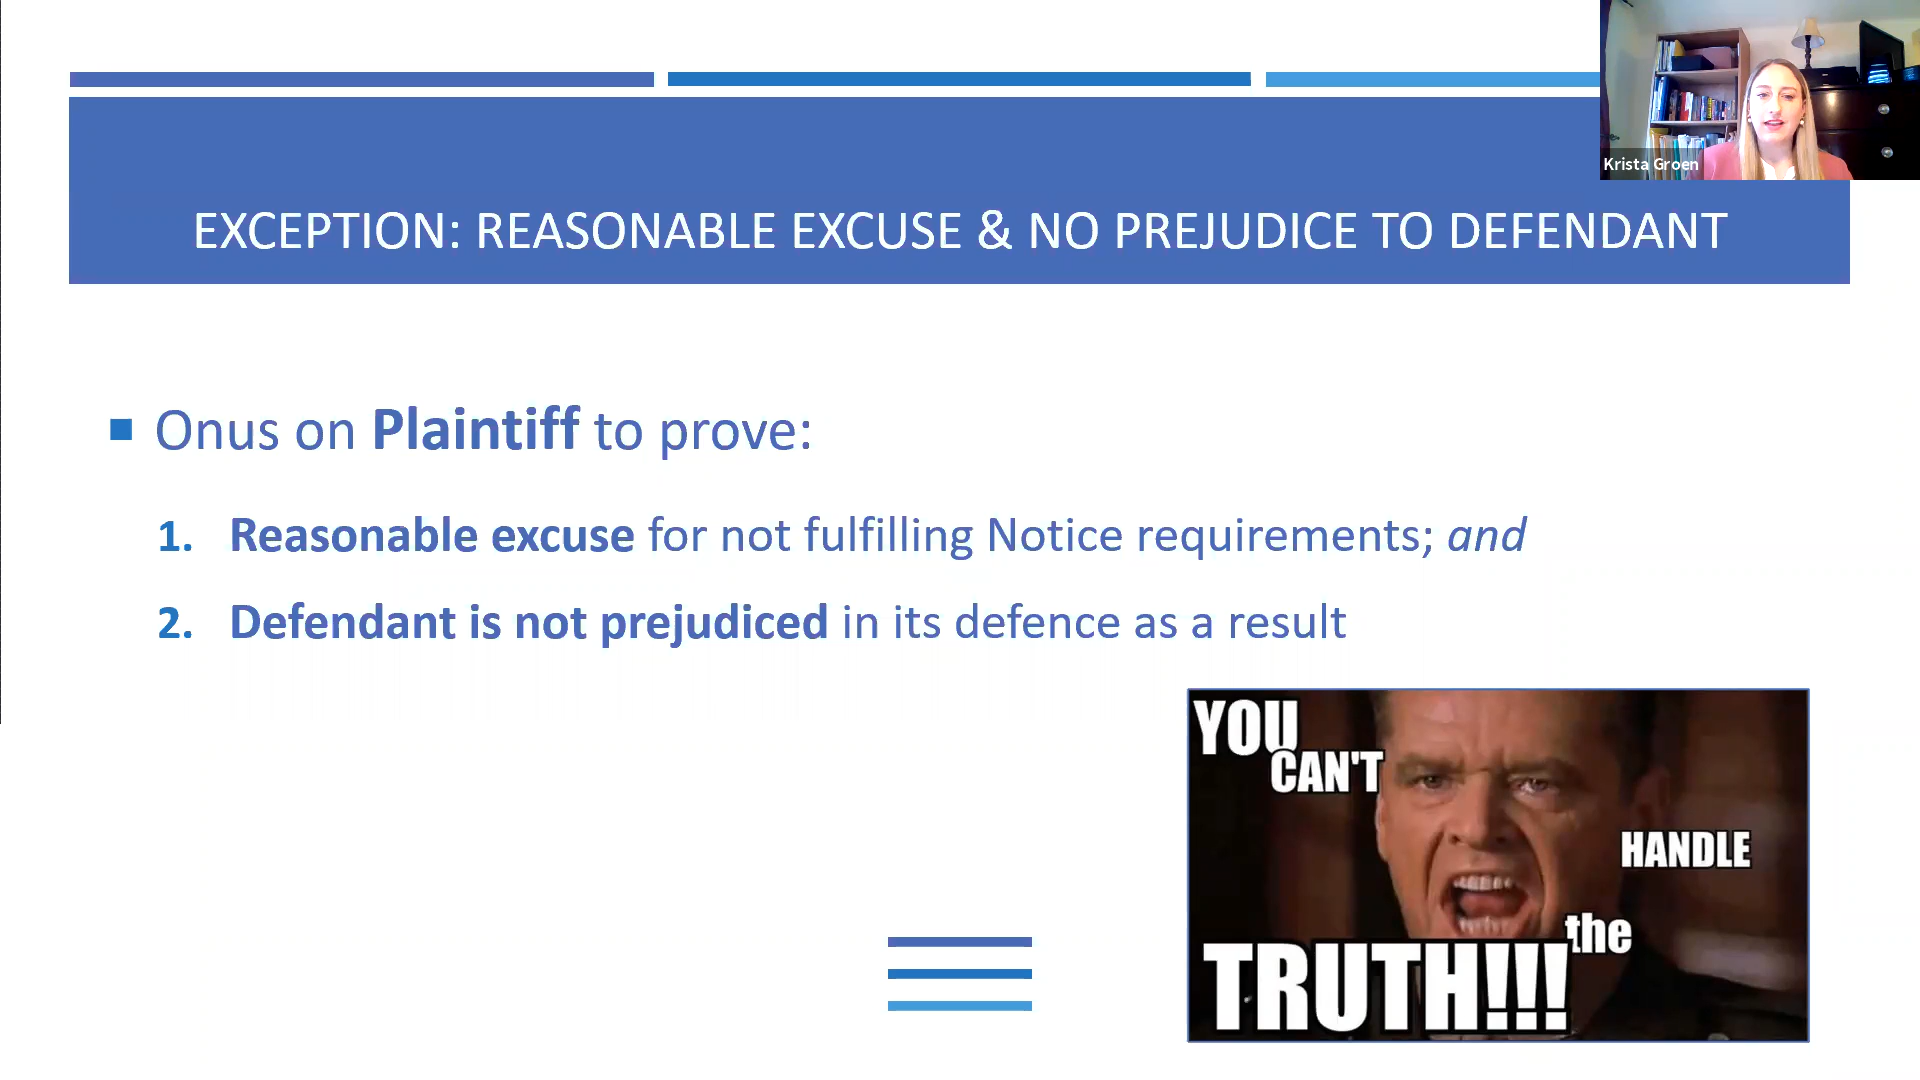 Krista Groen
EXCEPTION: REASONABLE EXCUSE & NO PREJUDICE TO DEFENDANT
Onus on Plaintiff to prove:
1. Reasonable excuse for not fulfilling Notice requirements; and
2. Defendant is not prejudiced in its defence as a result
YOU
CAN'T
HANDLE
the
TRUTH!!!